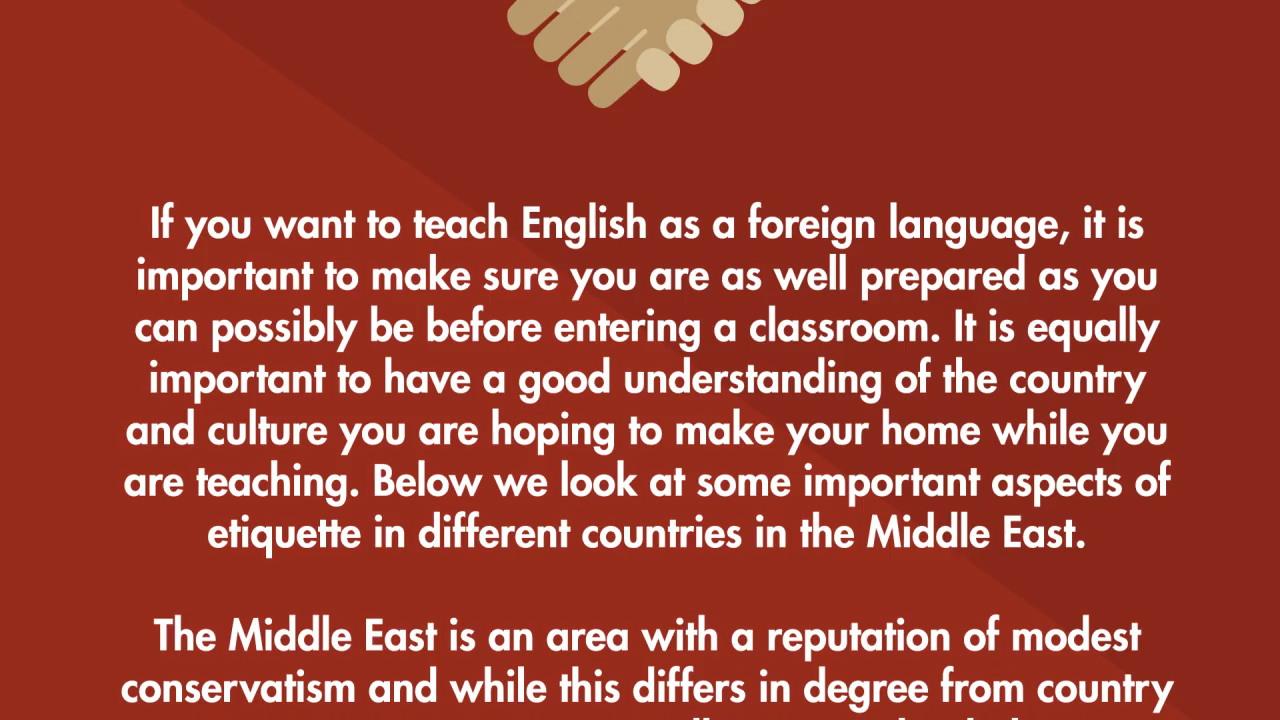 If you want to teach English as a foreign language, it is
important to make sure you are as well prepared as you
can possibly be before entering a classroom. It is equally
important to have a good understanding of the country
and culture you are hoping to make your home while you
are teaching. Below we look at some important aspects of
etiquette in different countries in the Middle East.
The Middle East is an area with a reputation of modest
conservatism and while this differs in degree from country